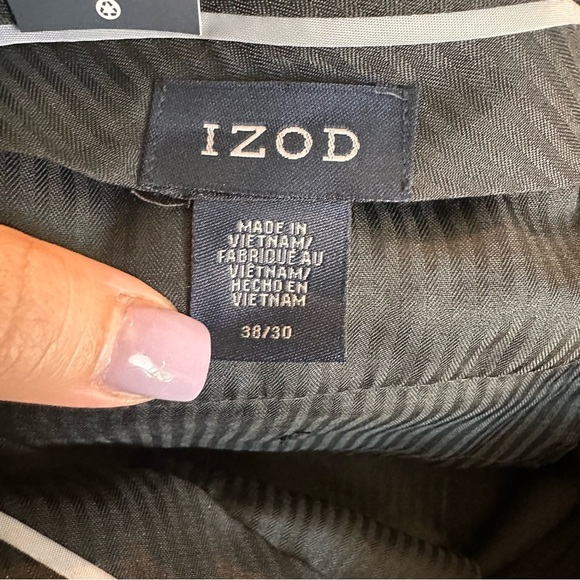 IZOD
MADE IN
VIETNAM/
FABRIQUE AU
VIETNAM/
HECHO EN
VIETNAM
38/30